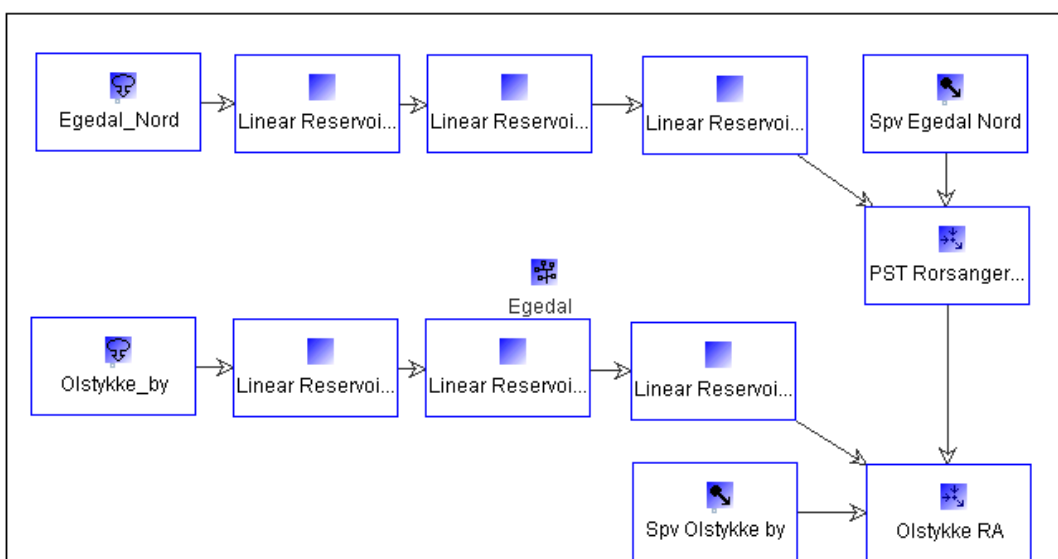 Egedal_Nord
Linear Reservoi...
Linear Reservoi...
Linear Reservoi...
Spv Egedal Nord
PST Rorsanger...
Egedal
Olstykke_by
Linear Reservoi...
Linear Reservoi...
Linear Reservoi...
Spv Olstykke by
Olstykke RA